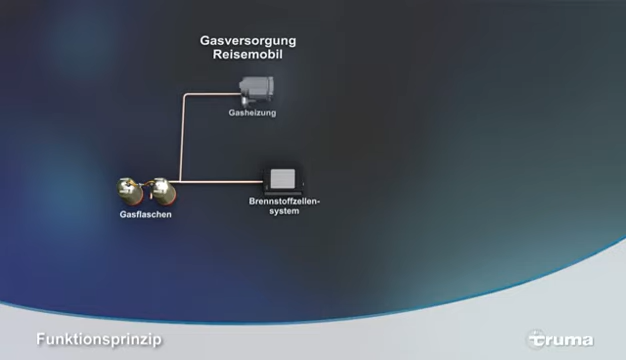 Gasversorgung
Reisemobil
Gasheizung
Gasflaschen
Brennstoffzellen-
system
Funktionsprinzip
truma